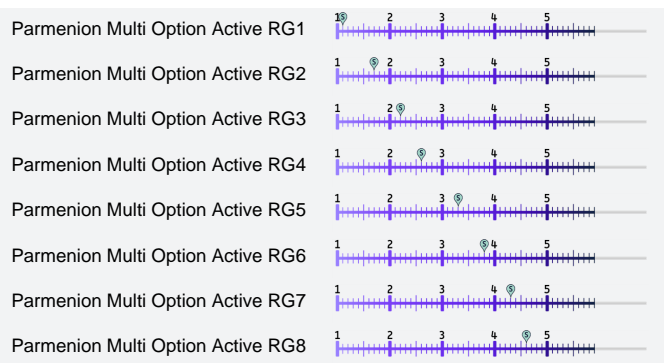 Parmenion Multi Option Active RG1 1 S 2 3 4 5
Parmenion Multi Option Active RG2 1 S 2 3 4 5
Parmenion Multi Option Active RG3 1 2 S 3 4 5
Parmenion Multi Option Active RG4 1 2 S 3 4 5
Parmenion Multi Option Active RG5 1 2 3 S 4 5
Parmenion Multi Option Active RG6 1 2 3 S 4 5
Parmenion Multi Option Active RG7 1 2 3 4 S 5
Parmenion Multi Option Active RG8 1 2 3 4 S 5